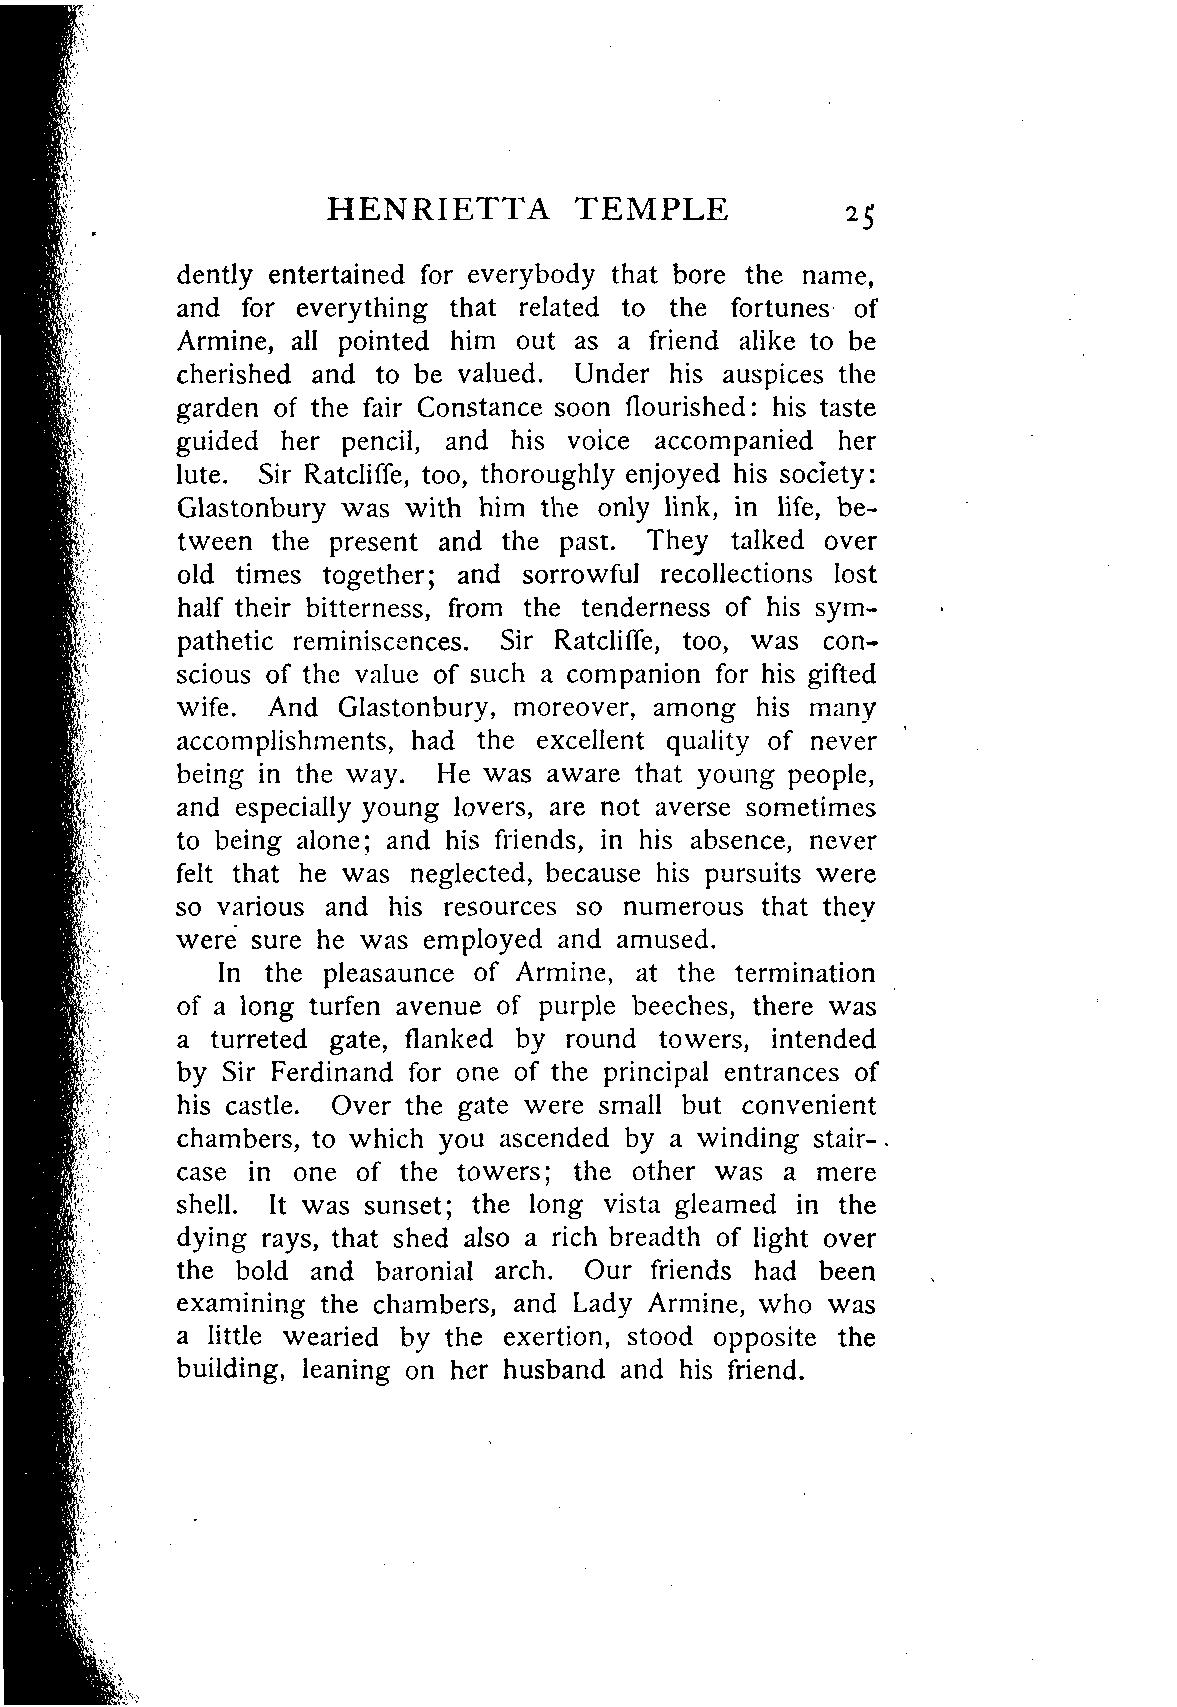 HENRIETTA TEMPLE 25
dently entertained for everybody that bore the name,
and for everything that related to the fortunes of
Armine, all pointed him out as a friend alike to be
cherished and to be valued. Under his auspices the
garden of the fair Constance soon flourished: his taste
guided her pencil, and his voice accompanied her
lute. Sir Ratcliffe, too, thoroughly enjoyed his society:
Glastonbury was with him the only link, in life, be-
tween the present and the past. They talked over
old times together; and sorrowful recollections lost
half their bitterness, from the tenderness of his sym-
pathetic reminiscences. Sir Ratcliffe, too, was con-
scious of the value of such a companion for his gifted
wife. And Glastonbury, moreover, among his many
accomplishments, had the excellent quality of never
being in the way. He was aware that young people,
and especially young lovers, are not averse sometimes
to being alone; and his friends, in his absence, never
felt that he was neglected, because his pursuits were
so various and his resources so numerous that they
were sure he was employed and amused.
In the pleasaunce of Armine, at the termination
of a long turfen avenue of purple beeches, there was
a turreted gate, flanked by round towers, intended
by Sir Ferdinand for one of the principal entrances of
his castle. Over the gate were small but convenient
chambers, to which you ascended by a winding stair-
case in one of the towers; the other was a mere
shell. It was sunset; the long vista gleamed in the
dying rays, that shed also a rich breadth of light over
the bold and baronial arch. Our friends had been
examining the chambers, and Lady Armine, who was
a little wearied by the exertion, stood opposite the
building, leaning on her husband and his friend.